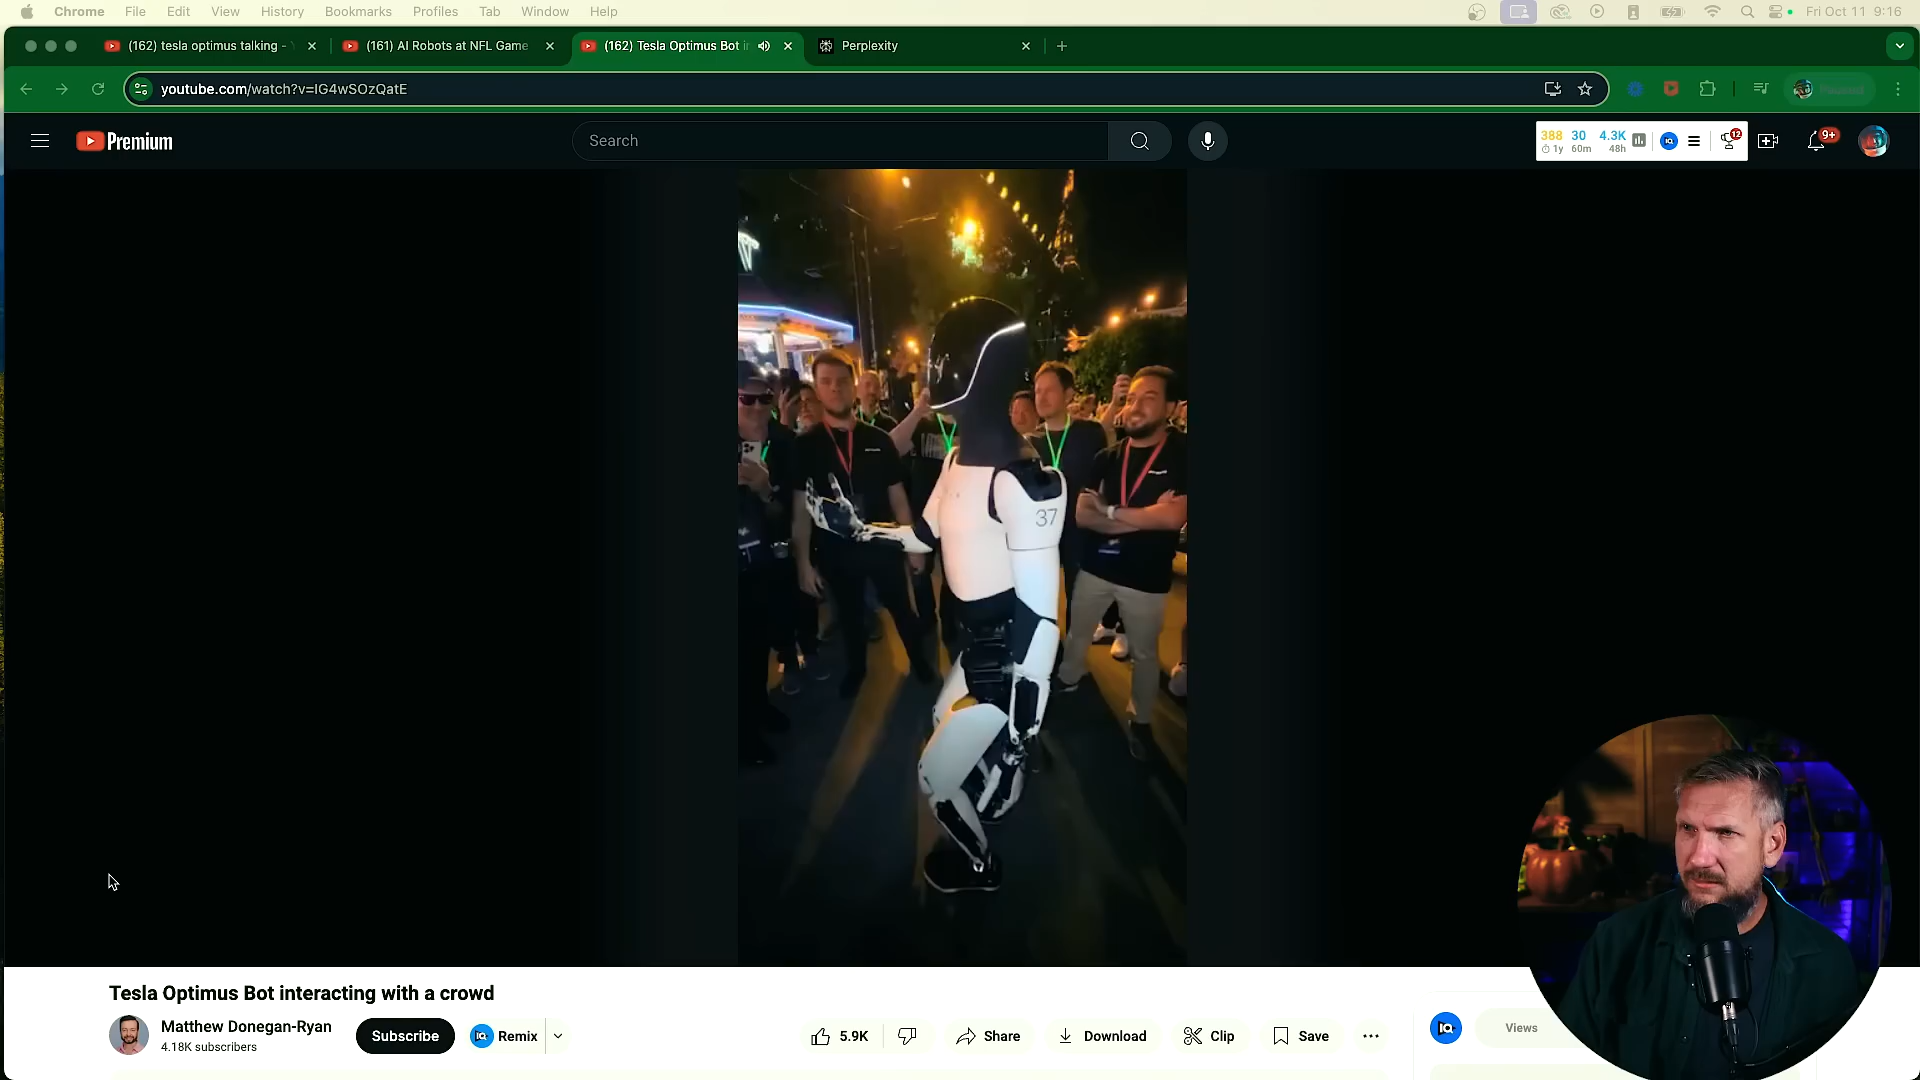 Chrome File Edit View History Bookmarks Profiles Tab Window Help Fri Oct 11 9:16
(162) tesla optimus talking - (161) AI Robots at NFL Game (162) Tesla Optimus Bot in Perplexity
youtube.com/watch?v=IG4wSOzQatE
Premium
Search
388 30 4.3K
1y 60m 48h
12
9+
37
Tesla Optimus Bot interacting with a crowd
Matthew Donegan-Ryan
4.18K subscribers
Subscribe
Remix
5.9K
Share
Download
Clip
Save
Views